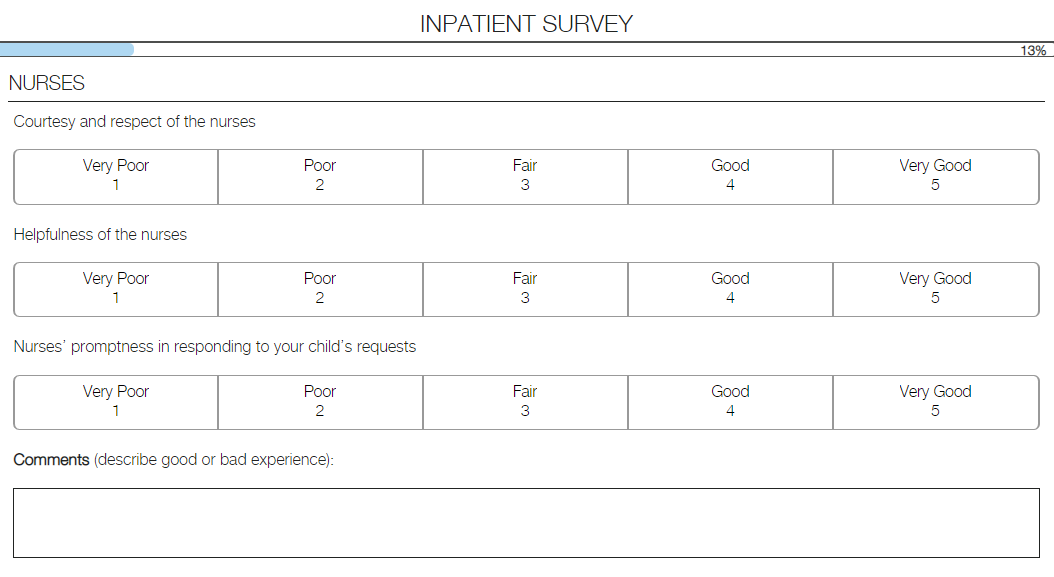 INPATIENT SURVEY
13%
NURSES
Courtesy and respect of the nurses
Very Poor Poor Fair Good Very Good
1 2 3 4 5
Helpfulness of the nurses
Very Poor Poor Fair Good Very Good
1 2 3 4 5
Nurses’ promptness in responding to your child’s requests
Very Poor Poor Fair Good Very Good
1 2 3 4 5
Comments (describe good or bad experience):